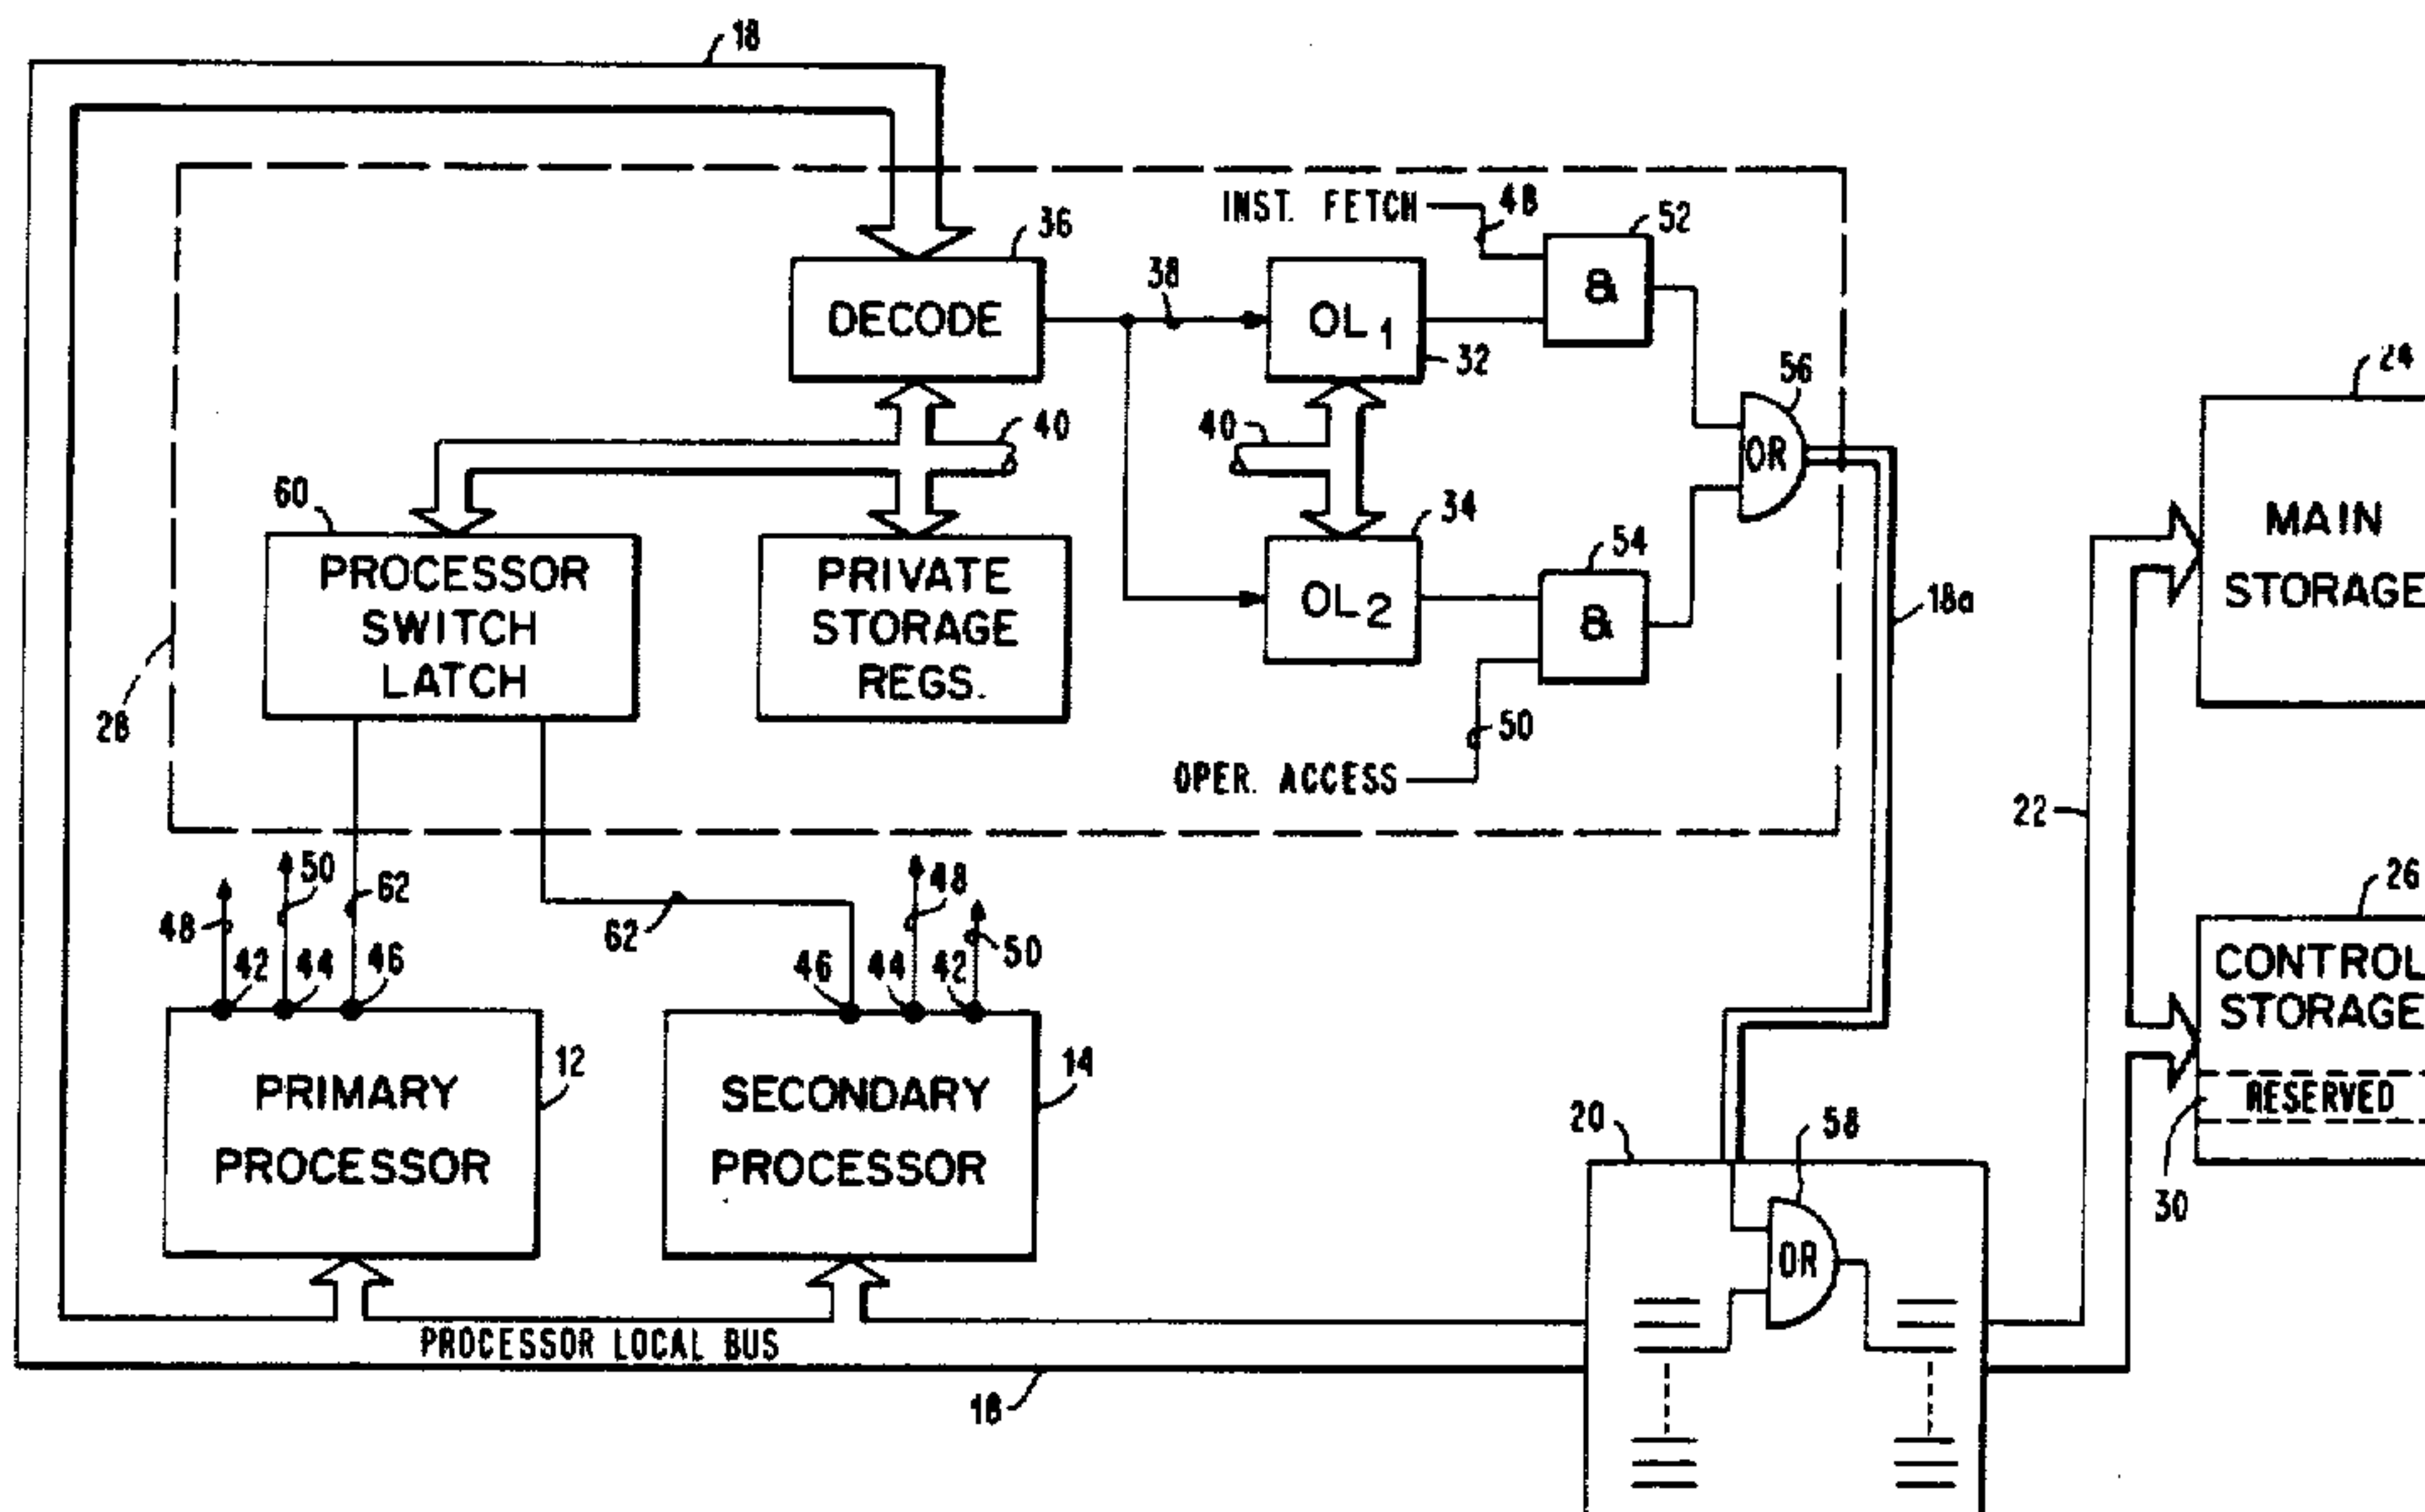 18
INST. FETCH
48
52
&
36
DECODE
38
OL1
32
56
OR
24
MAIN
STORAGE
40
40
60
PROCESSOR
SWITCH
LATCH
PRIVATE
STORAGE
REGS.
34
OL2
54
&
18a
28
50
OPER. ACCESS
22
48
50
62
62
48
50
42
44
46
46
44
42
26
CONTROL
STORAGE
RESERVED
30
PRIMARY
PROCESSOR
12
SECONDARY
PROCESSOR
14
20
58
OR
PROCESSOR LOCAL BUS
18